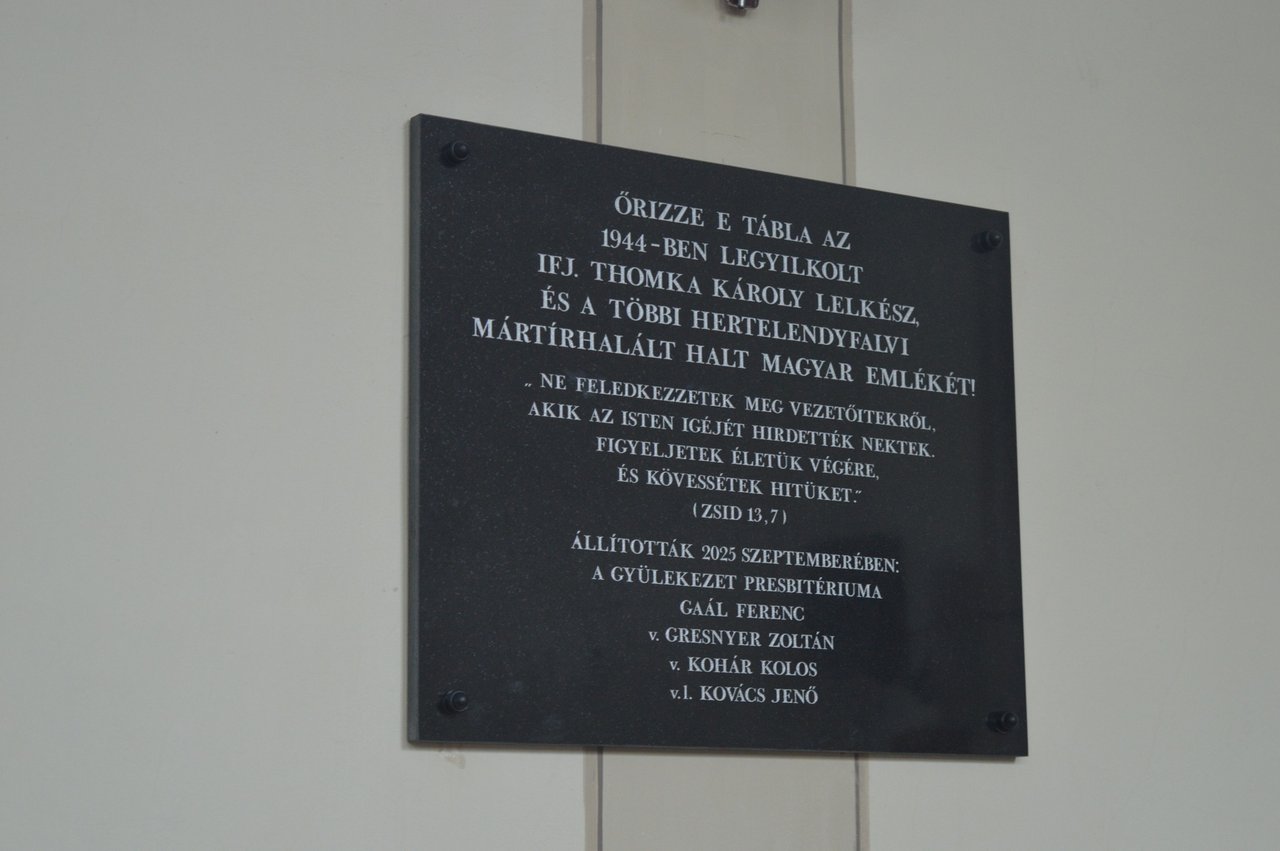 ŐRIZZE E TÁBLA AZ
1944-BEN LEGYILKOLT
IFJ. THOMKA KÁROLY LELKÉSZ,
ÉS A TÖBBI HERTELENDYFALVI
MÁRTÍRHALÁLT HALT MAGYAR EMLÉKÉT!
„NE FELEDKEZZETEK MEG VEZETŐITEKRŐL,
AKIK AZ ISTEN IGÉJÉT HIRDETTÉK NEKTEK.
FIGYELJETEK ÉLETÜK VÉGÉRE,
ÉS KÖVESSÉTEK HITÜKET.”
(ZSID 13,7)
ÁLLÍTOTTÁK 2025 SZEPTEMBERÉBEN:
A GYÜLEKEZET PRESBITÉRIUMA
GAÁL FERENC
v. GRESNYER ZOLTÁN
v. KOHÁR KOLOS
v.l. KOVÁCS JENŐ